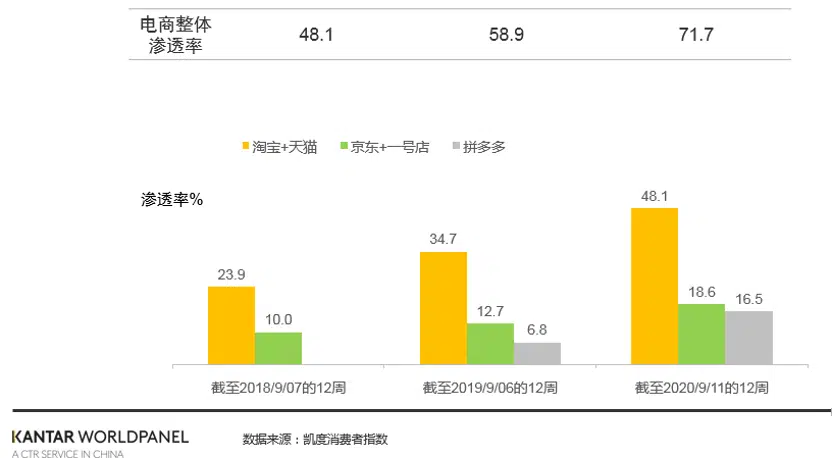 电商整体
渗透率
48.1 58.9 71.7
淘宝+天猫 京东+一号店 拼多多
渗透率%
23.9 10.0 34.7 12.7 6.8 48.1 18.6 16.5
截至2018/9/07的12周 截至2019/9/06的12周 截至2020/9/11的12周
KANTAR WORLDPANEL
A CTR SERVICE IN CHINA
数据来源：凯度消费者指数